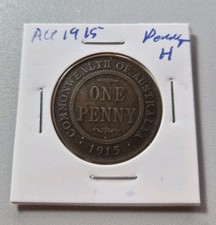 Au 1915
Penny
H
COMMONWEALTH OF AUSTRALIA
ONE
PENNY
· 1915 ·